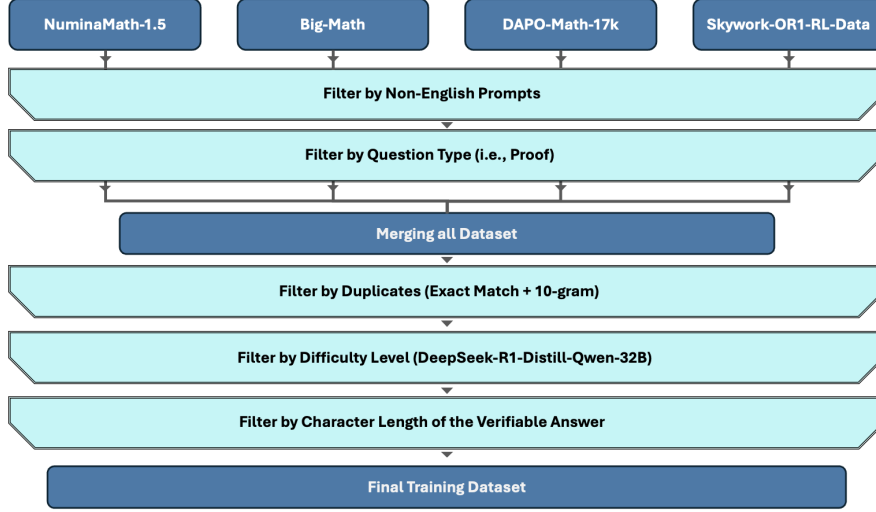 NuminaMath-1.5
Big-Math
DAPO-Math-17k
Skywork-OR1-RL-Data
Filter by Non-English Prompts
Filter by Question Type (i.e., Proof)
Merging all Dataset
Filter by Duplicates (Exact Match + 10-gram)
Filter by Difficulty Level (DeepSeek-R1-Distill-Qwen-32B)
Filter by Character Length of the Verifiable Answer
Final Training Dataset